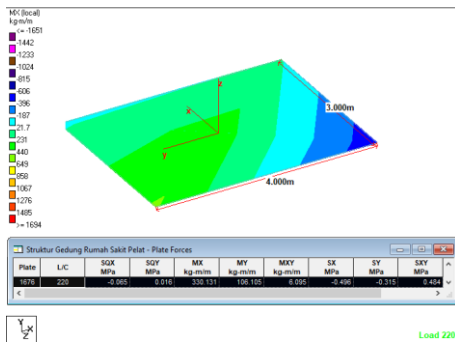 MX (local)
kg-m/m
<= -1651
-1442
-1233
-1024
-815
-606
-396
-187
21.7
231
440
649
858
1067
1276
1485
>= 1694
z
x
y
3.000m
4.000m
Struktur Gedung Rumah Sakit Pelat - Plate Forces
Plate L/C SQX MPa SQY MPa MX kg-m/m MY kg-m/m MXY kg-m/m SX MPa SY MPa SXY MPa
1676 220 -0.065 0.016 330.131 106.105 6.095 -0.496 -0.315 0.484
Y X
Z
Load 220